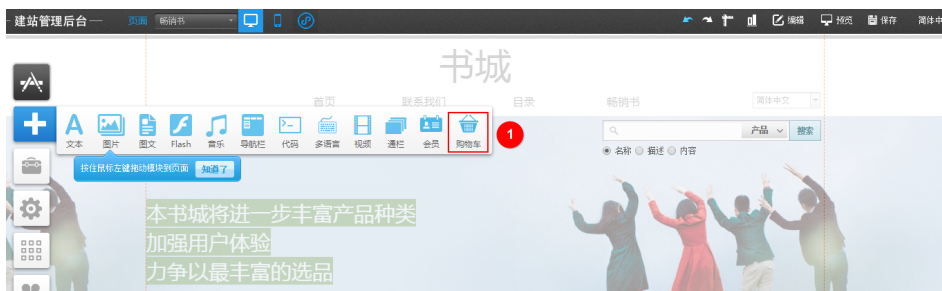 建站管理后台 页面 畅销书 编辑 预览 保存 简体中
书城
首页 联系我们 目录 畅销书 简体中文
文本 图片 图文 Flash 音乐 导航栏 代码 多语言 视频 通栏 会员 购物车 1
产品 搜索
名称 描述 内容
按住鼠标左键拖动模块到页面 知道了
本书城将进一步丰富产品种类
加强用户体验
力争以最丰富的选品